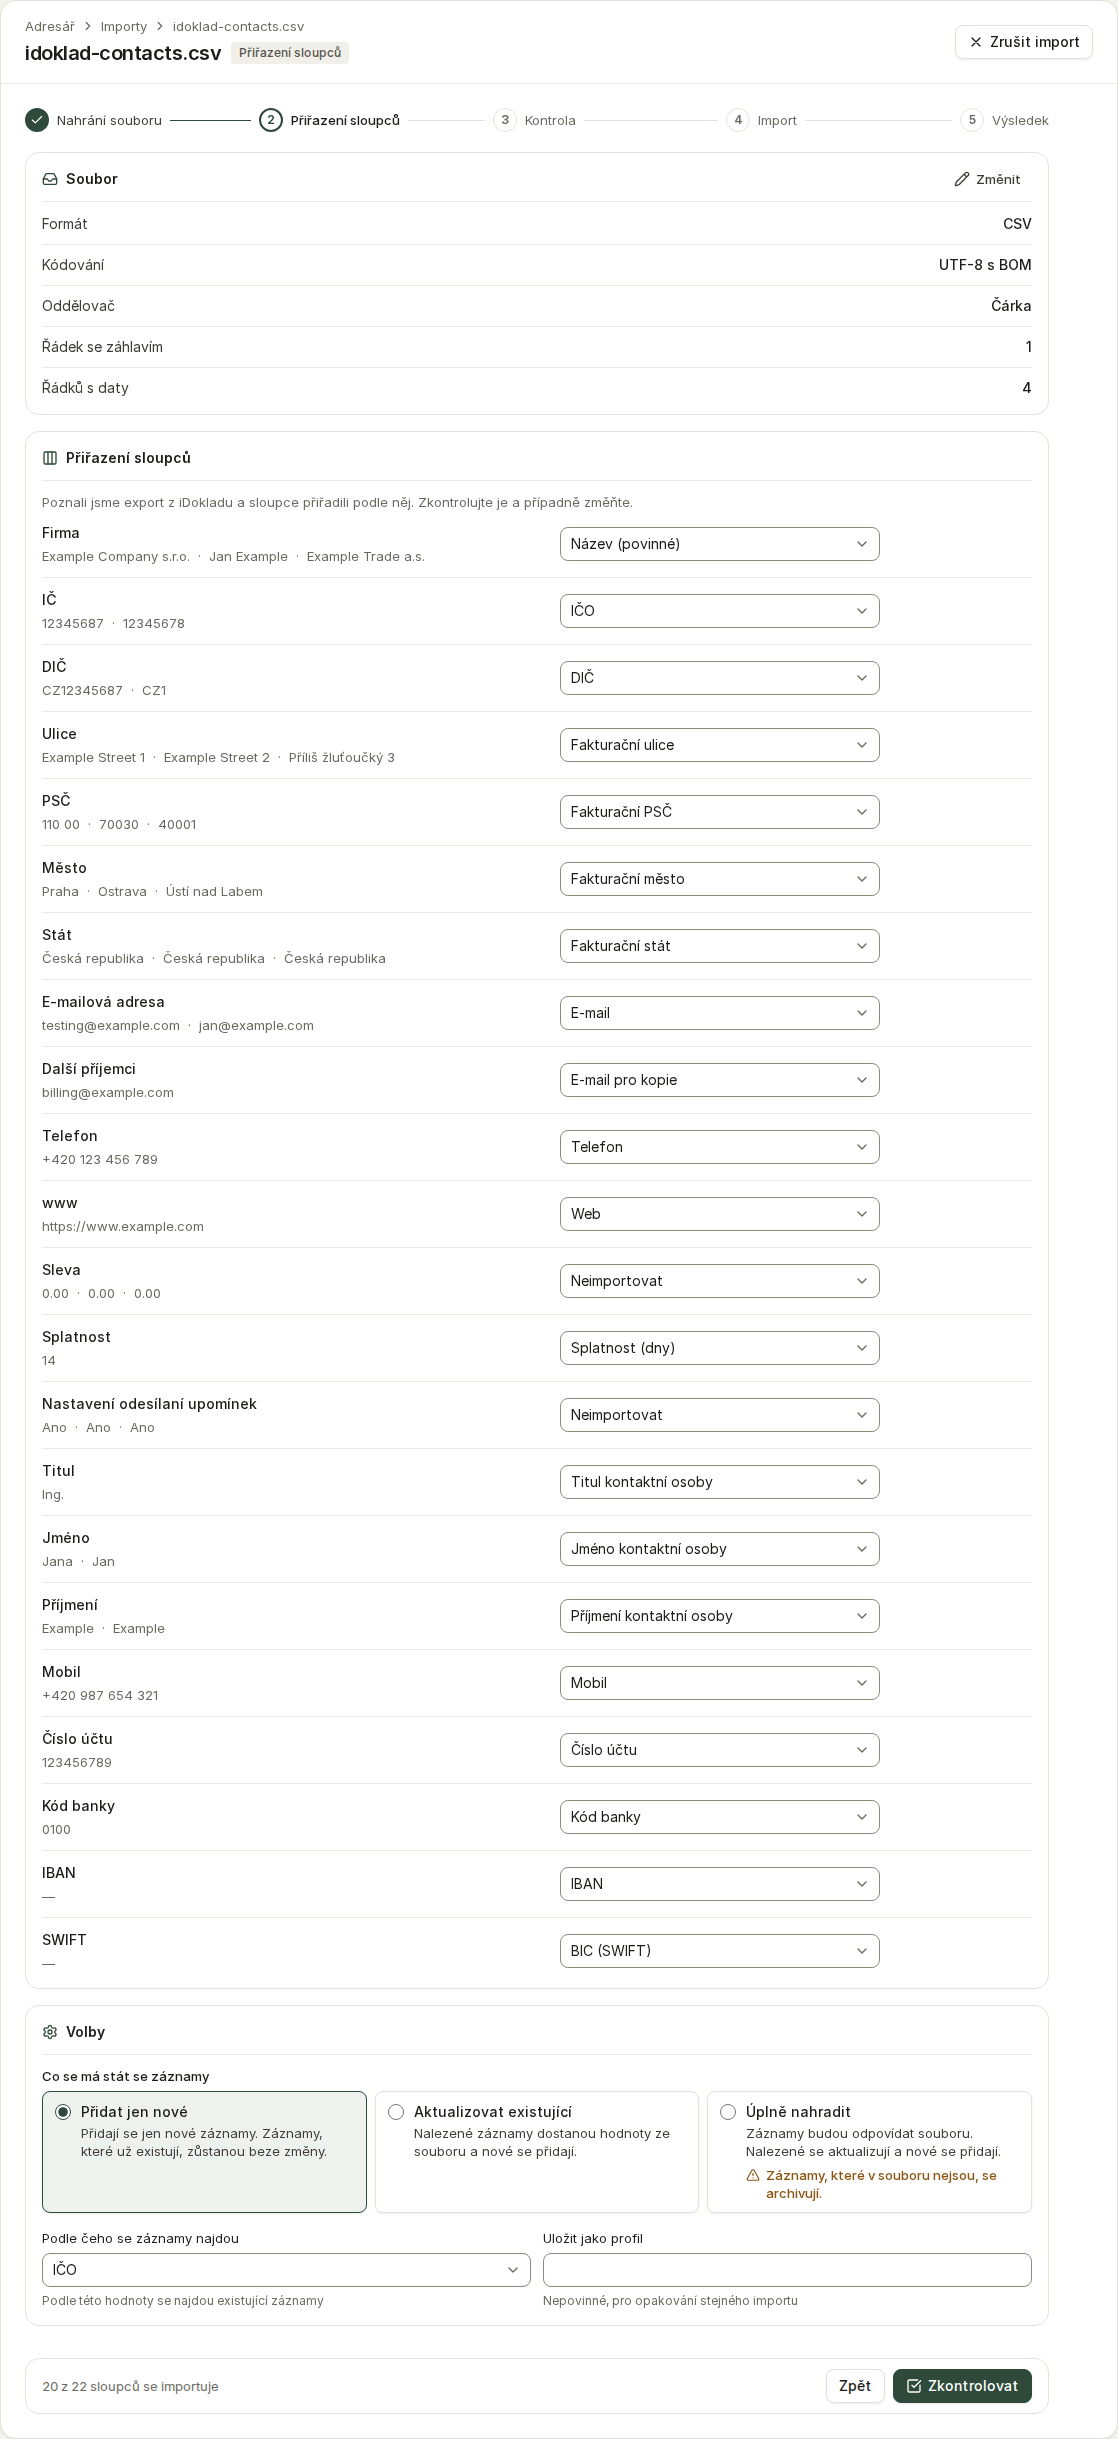 Adresář > Importy > idoklad-contacts.csv
idoklad-contacts.csv Přiřazení sloupců
Zrušit import
Nahrání souboru
2 Přiřazení sloupců
3 Kontrola
4 Import
5 Výsledek
Soubor
Změnit
Formát CSV
Kódování UTF-8 s BOM
Oddělovač Čárka
Řádek se záhlavím 1
Řádků s daty 4
Přiřazení sloupců
Poznali jsme export z iDokladu a sloupce přiřadili podle něj. Zkontrolujte je a případně změňte.
Firma
Example Company s.r.o. · Jan Example · Example Trade a.s.
Název (povinné)
IČ
12345687 · 12345678
IČO
DIČ
CZ12345687 · CZ1
DIČ
Ulice
Example Street 1 · Example Street 2 · Příliš žluťoučký 3
Fakturační ulice
PSČ
110 00 · 70030 · 40001
Fakturační PSČ
Město
Praha · Ostrava · Ústí nad Labem
Fakturační město
Stát
Česká republika · Česká republika · Česká republika
Fakturační stát
E-mailová adresa
testing@example.com · jan@example.com
E-mail
Další příjemci
billing@example.com
E-mail pro kopie
Telefon
+420 123 456 789
Telefon
www
https://www.example.com
Web
Sleva
0.00 · 0.00 · 0.00
Neimportovat
Splatnost
14
Splatnost (dny)
Nastavení odesílaní upomínek
Ano · Ano · Ano
Neimportovat
Titul
Ing.
Titul kontaktní osoby
Jméno
Jana · Jan
Jméno kontaktní osoby
Příjmení
Example · Example
Příjmení kontaktní osoby
Mobil
+420 987 654 321
Mobil
Číslo účtu
123456789
Číslo účtu
Kód banky
0100
Kód banky
IBAN
—
IBAN
SWIFT
—
BIC (SWIFT)
Volby
Co se má stát se záznamy
Přidat jen nové
Přidají se jen nové záznamy. Záznamy,
které už existují, zůstanou beze změny.
Aktualizovat existující
Nalezené záznamy dostanou hodnoty ze
souboru a nové se přidají.
Úplně nahradit
Záznamy budou odpovídat souboru.
Nalezené se aktualizují a nové se přidají.
Záznamy, které v souboru nejsou, se
archivují.
Podle čeho se záznamy najdou
IČO
Podle této hodnoty se najdou existující záznamy
Uložit jako profil
Nepovinné, pro opakování stejného importu
20 z 22 sloupců se importuje
Zpět
Zkontrolovat